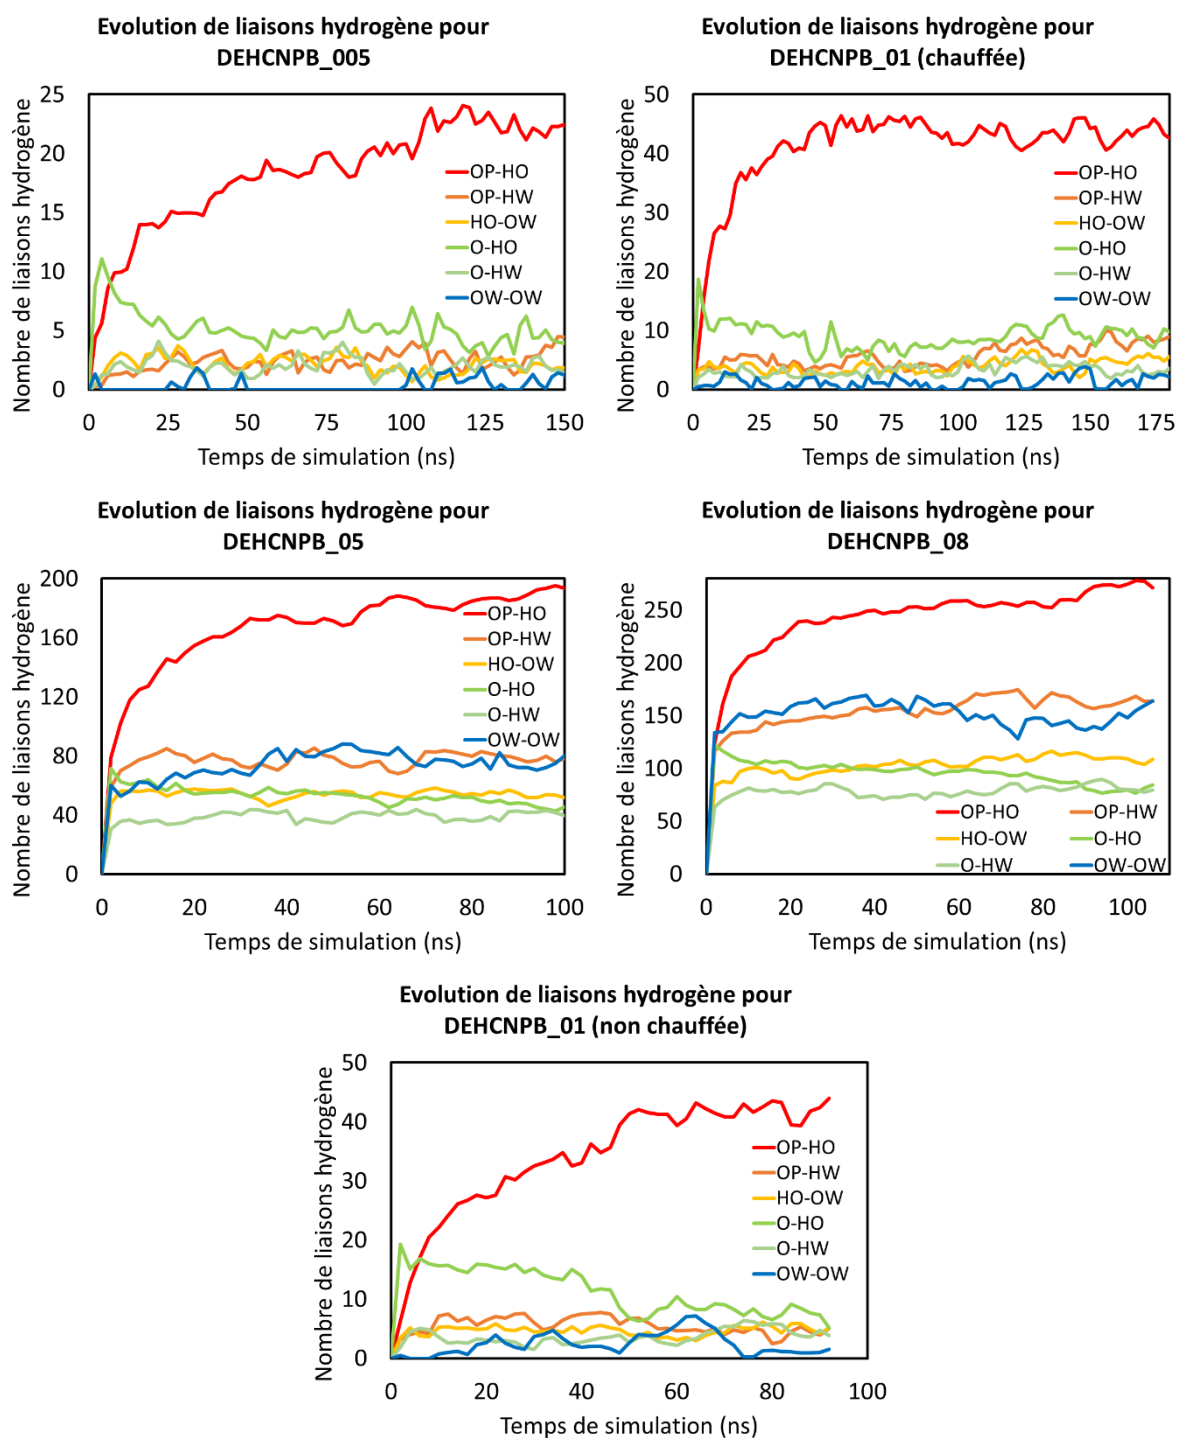 Evolution de liaisons hydrogène pour
DEHCNPB_005
Nombre de liaisons hydrogène
25
20
15
10
5
0
OP-HO
OP-HW
HO-OW
O-HO
O-HW
OW-OW
0 25 50 75 100 125 150
Temps de simulation (ns)
Evolution de liaisons hydrogène pour
DEHCNPB_01 (chauffée)
Nombre de liaisons hydrogène
50
40
30
20
10
0
OP-HO
OP-HW
HO-OW
O-HO
O-HW
OW-OW
0 25 50 75 100 125 150 175
Temps de simulation (ns)
Evolution de liaisons hydrogène pour
DEHCNPB_05
Nombre de liaisons hydrogène
200
160
120
80
40
0
OP-HO
OP-HW
HO-OW
O-HO
O-HW
OW-OW
0 20 40 60 80 100
Temps de simulation (ns)
Evolution de liaisons hydrogène pour
DEHCNPB_08
Nombre de liaisons hydrogène
250
200
150
100
50
0
OP-HO OP-HW
HO-OW O-HO
O-HW OW-OW
0 20 40 60 80 100
Temps de simulation (ns)
Evolution de liaisons hydrogène pour
DEHCNPB_01 (non chauffée)
Nombre de liaisons hydrogène
50
40
30
20
10
0
OP-HO
OP-HW
HO-OW
O-HO
O-HW
OW-OW
0 20 40 60 80 100
Temps de simulation (ns)